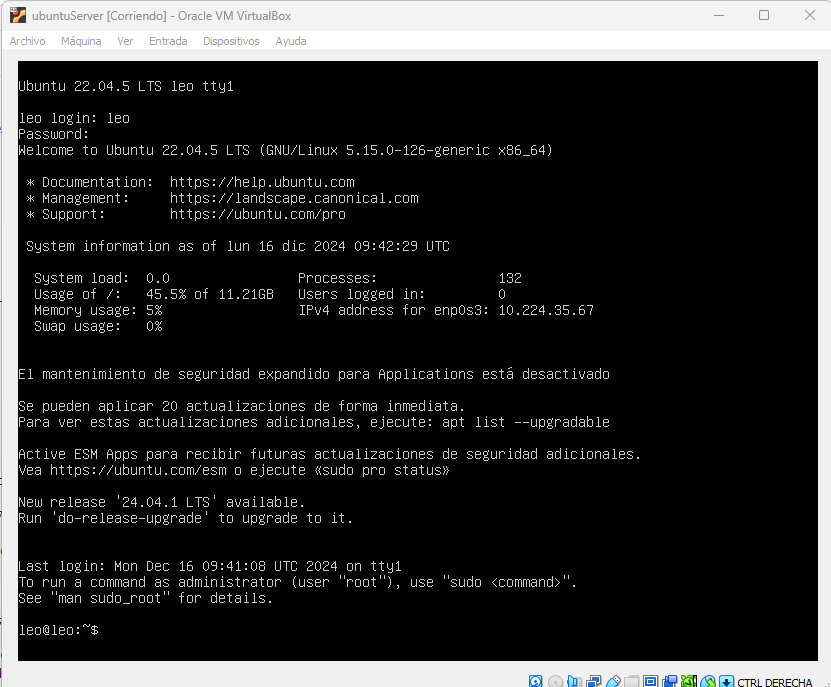 ubuntuServer [Corriendo] - Oracle VM VirtualBox
Archivo Máquina Ver Entrada Dispositivos Ayuda
Ubuntu 22.04.5 LTS leo tty1
leo login: leo
Password:
Welcome to Ubuntu 22.04.5 LTS (GNU/Linux 5.15.0-126-generic x86_64)
* Documentation: https://help.ubuntu.com
* Management: https://landscape.canonical.com
* Support: https://ubuntu.com/pro
System information as of lun 16 dic 2024 09:42:29 UTC
System load: 0.0 Processes: 132
Usage of /: 45.5% of 11.21GB Users logged in: 0
Memory usage: 5% IPv4 address for enp0s3: 10.224.35.67
Swap usage: 0%
El mantenimiento de seguridad expandido para Applications está desactivado
Se pueden aplicar 20 actualizaciones de forma inmediata.
Para ver estas actualizaciones adicionales, ejecute: apt list --upgradable
Active ESM Apps para recibir futuras actualizaciones de seguridad adicionales.
Vea https://ubuntu.com/esm o ejecute «sudo pro status»
New release '24.04.1 LTS' available.
Run 'do-release-upgrade' to upgrade to it.
Last login: Mon Dec 16 09:41:08 UTC 2024 on tty1
To run a command as administrator (user "root"), use "sudo <command>".
See "man sudo_root" for details.
leo@leo:~$
CTRL DERECHA